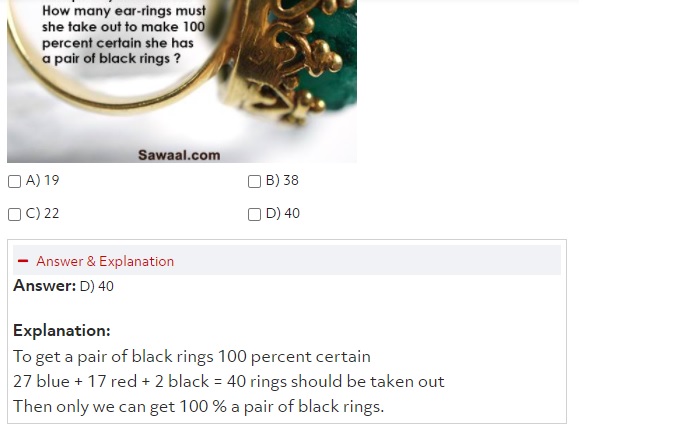 How many ear-rings must
she take out to make 100
percent certain she has
a pair of black rings ?
Sawaal.com
A) 19
B) 38
C) 22
D) 40
Answer & Explanation
Answer: D) 40
Explanation:
To get a pair of black rings 100 percent certain
27 blue + 17 red + 2 black = 40 rings should be taken out
Then only we can get 100 % a pair of black rings.